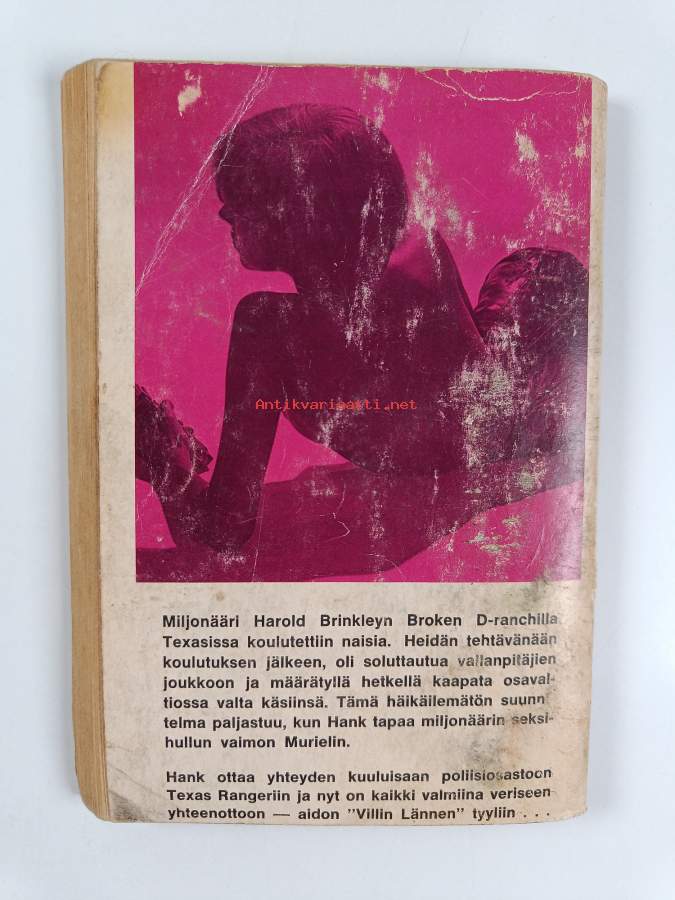 Antikvariaatti.net
Miljonääri Harold Brinkleyn Broken D-ranchilla
Texasissa koulutettiin naisia. Heidän tehtävänään
koulutuksen jälkeen, oli soluttautua vallanpitäjien
joukkoon ja määrätyllä hetkellä kaapata osaval-
tiossa valta käsiinsä. Tämä häikäilemätön suunn
telma paljastuu, kun Hank tapaa miljonäärin seksi-
hullun vaimon Murielin.
Hank ottaa yhteyden kuuluisaan poliisiosastoon
Texas Rangeriin ja nyt on kaikki valmiina veriseen
yhteenottoon — aidon "Villin Lännen" tyyliin . . .